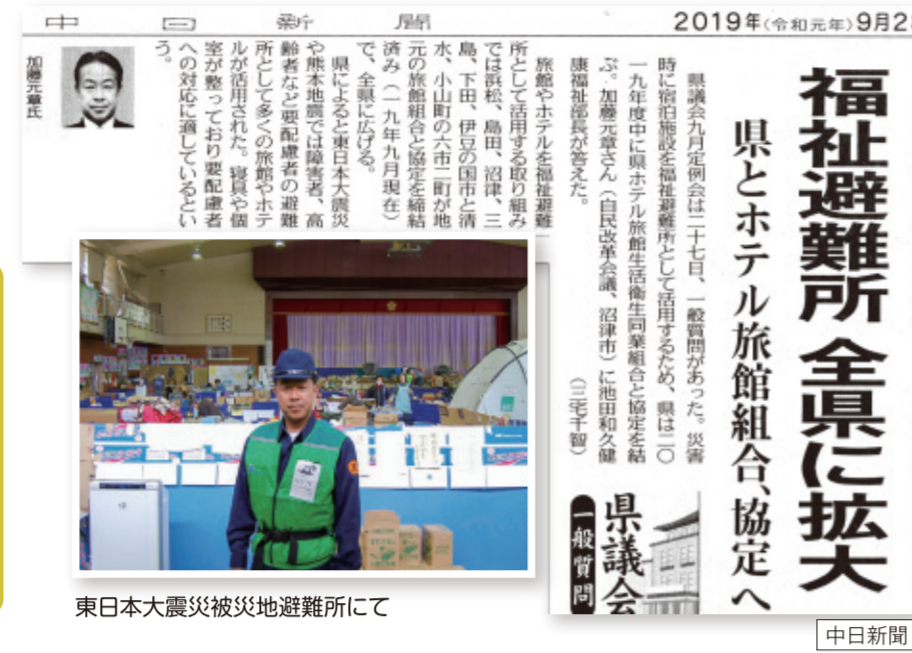 中日新聞
2019年(令和元年)9月2
福祉避難所 全県に拡大
県とホテル旅館組合、協定へ
県議会
一般質問
県議会九月定例会は二十七日、一般質問があった。災害
時に宿泊施設を福祉避難所として活用するため、県は二〇
一九年度中に県ホテル旅館生活衛生同業組合と協定を結
ぶ。加藤元章さん(自民改革会議、沼津市)に池田和久健
康福祉部長が答えた。
(三宅千智)
旅館やホテルを福祉避難
所として活用する取り組み
では浜松、島田、沼津、三
島、下田、伊豆の国市と清
水、小山町の六市二町が地
元の旅館組合と協定を締結
済み(一九年九月現在)
で、全県に広げる。
県によると東日本大震災
や熊本地震では障害者、高
齢者など要配慮者の避難
所として多くの旅館やホテ
ルが活用された。寝具や個
室が整っており要配慮者
への対応に適しているとい
う。
加藤元章氏
東日本大震災被災地避難所にて
中日新聞